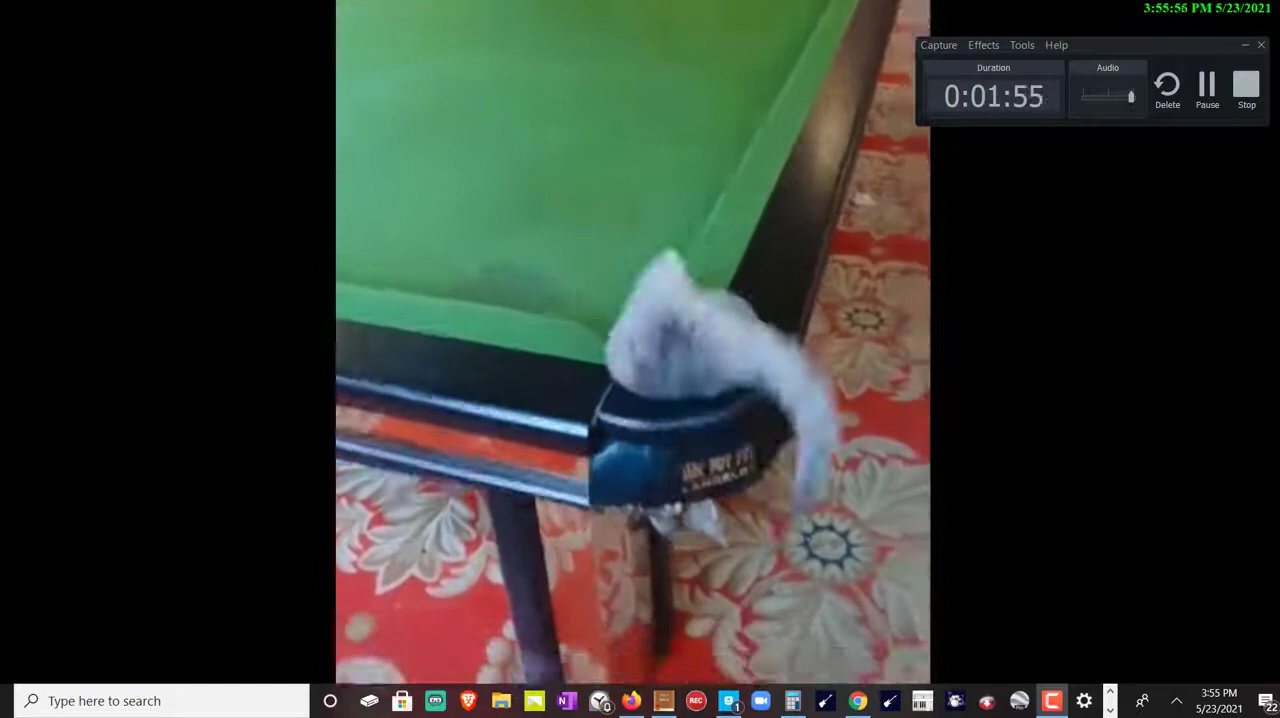 3:55:56 PM 5/23/2021
Capture Effects Tools Help
Duration
Audio
0:01:55
Delete
Pause
Stop
Type here to search
3:55 PM
5/23/2021
22